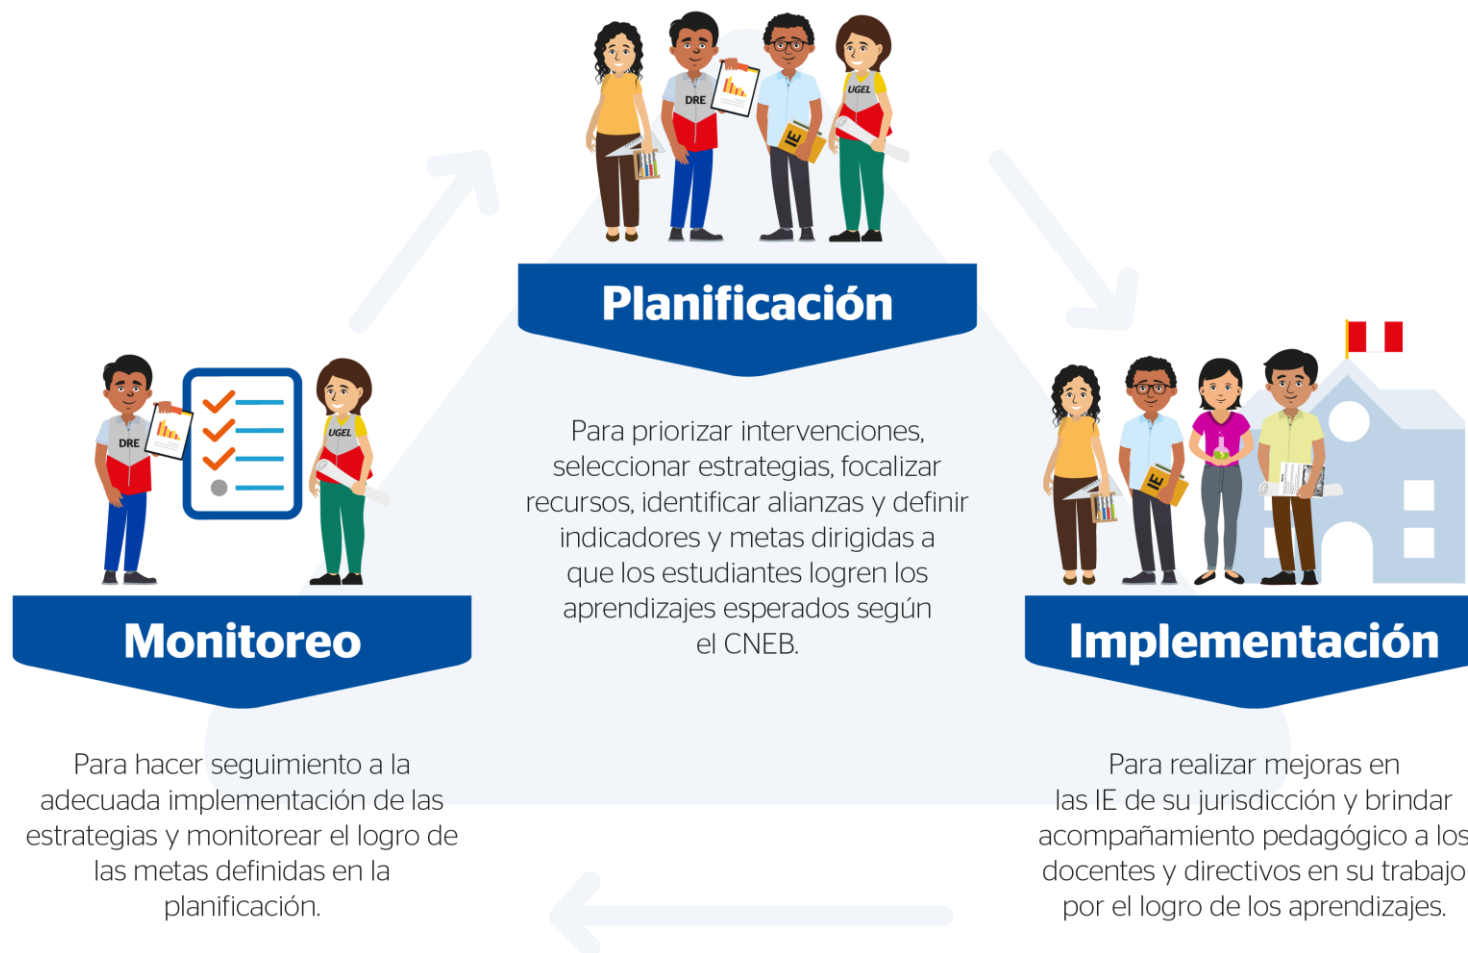 DRE
IE
UGEL
Planificación
Para priorizar intervenciones,
seleccionar estrategias, focalizar
recursos, identificar alianzas y definir
indicadores y metas dirigidas a
que los estudiantes logren los
aprendizajes esperados según
el CNEB.
DRE
UGEL
Monitoreo
Para hacer seguimiento a la
adecuada implementación de las
estrategias y monitorear el logro de
las metas definidas en la
planificación.
IE
Implementación
Para realizar mejoras en
las IE de su jurisdicción y brindar
acompañamiento pedagógico a los
docentes y directivos en su trabajo
por el logro de los aprendizajes.